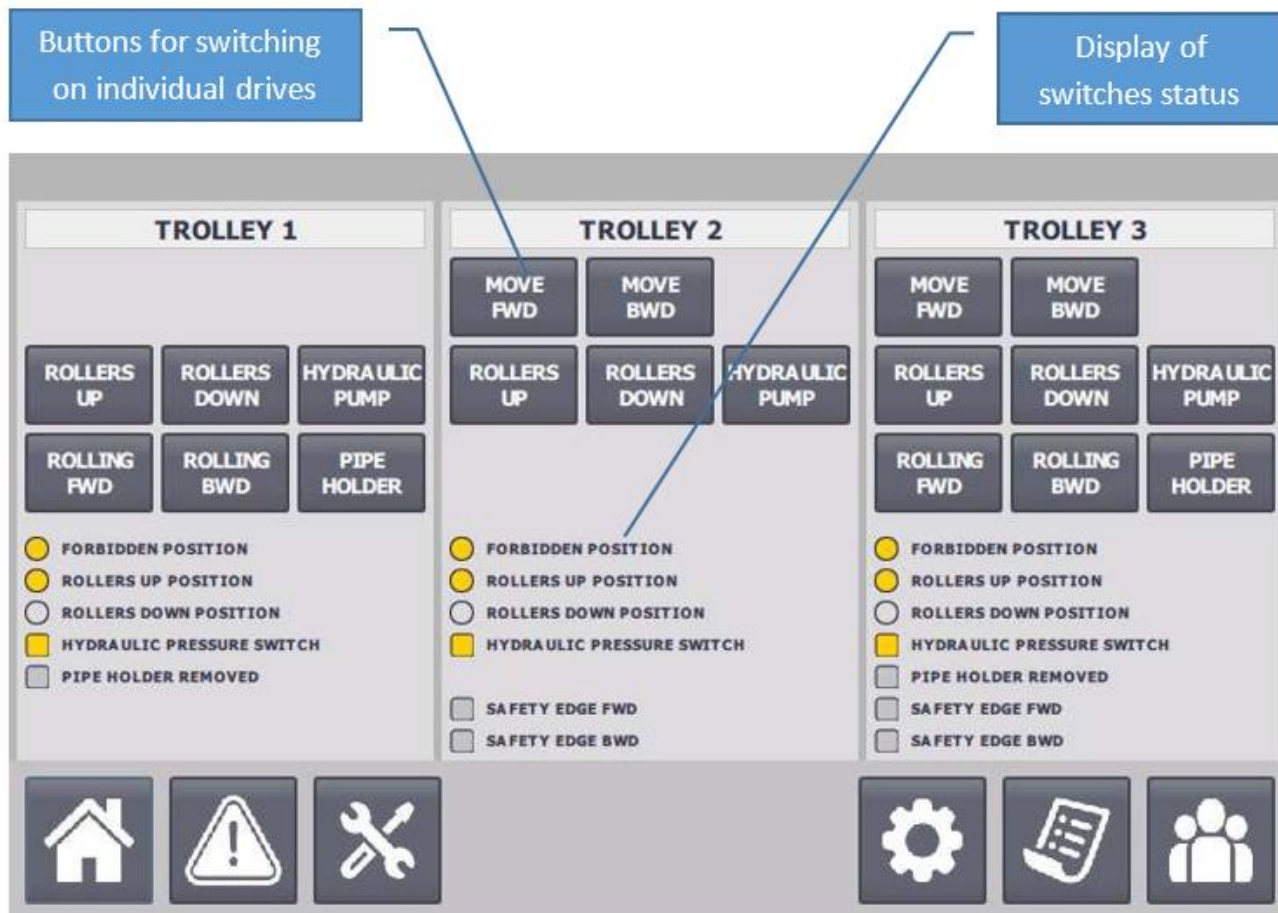 Buttons for switching
on individual drives
Display of
switches status
TROLLEY 1
ROLLERS
UP
ROLLERS
DOWN
HYDRAULIC
PUMP
ROLLING
FWD
ROLLING
BWD
PIPE
HOLDER
FORBIDDEN POSITION
ROLLERS UP POSITION
ROLLERS DOWN POSITION
HYDRAULIC PRESSURE SWITCH
PIPE HOLDER REMOVED
TROLLEY 2
MOVE
FWD
MOVE
BWD
ROLLERS
UP
ROLLERS
DOWN
HYDRAULIC
PUMP
FORBIDDEN POSITION
ROLLERS UP POSITION
ROLLERS DOWN POSITION
HYDRAULIC PRESSURE SWITCH
SAFETY EDGE FWD
SAFETY EDGE BWD
TROLLEY 3
MOVE
FWD
MOVE
BWD
ROLLERS
UP
ROLLERS
DOWN
HYDRAULIC
PUMP
ROLLING
FWD
ROLLING
BWD
PIPE
HOLDER
FORBIDDEN POSITION
ROLLERS UP POSITION
ROLLERS DOWN POSITION
HYDRAULIC PRESSURE SWITCH
PIPE HOLDER REMOVED
SAFETY EDGE FWD
SAFETY EDGE BWD